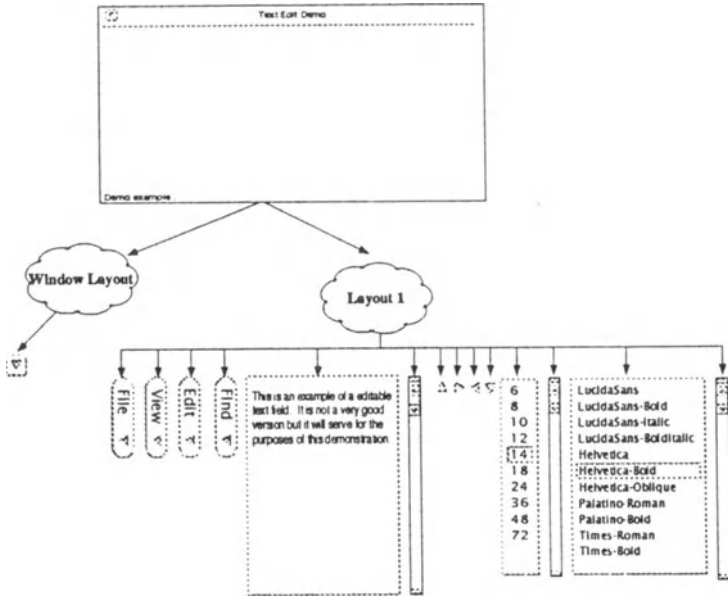 Text Edit Demo
Demo example
Window Layout
Layout 1
File
View
Edit
Find
This is an example of a editable
text field. It is not a very good
version but it will serve for the
purposes of this demonstration
6
8
10
12
14
18
24
36
48
72
LucidaSans
LucidaSans-Bold
LucidaSans-Italic
LucidaSans-BoldItalic
Helvetica
Helvetica-Bold
Helvetica-Oblique
Palatino-Roman
Palatino-Bold
Times-Roman
Times-Bold